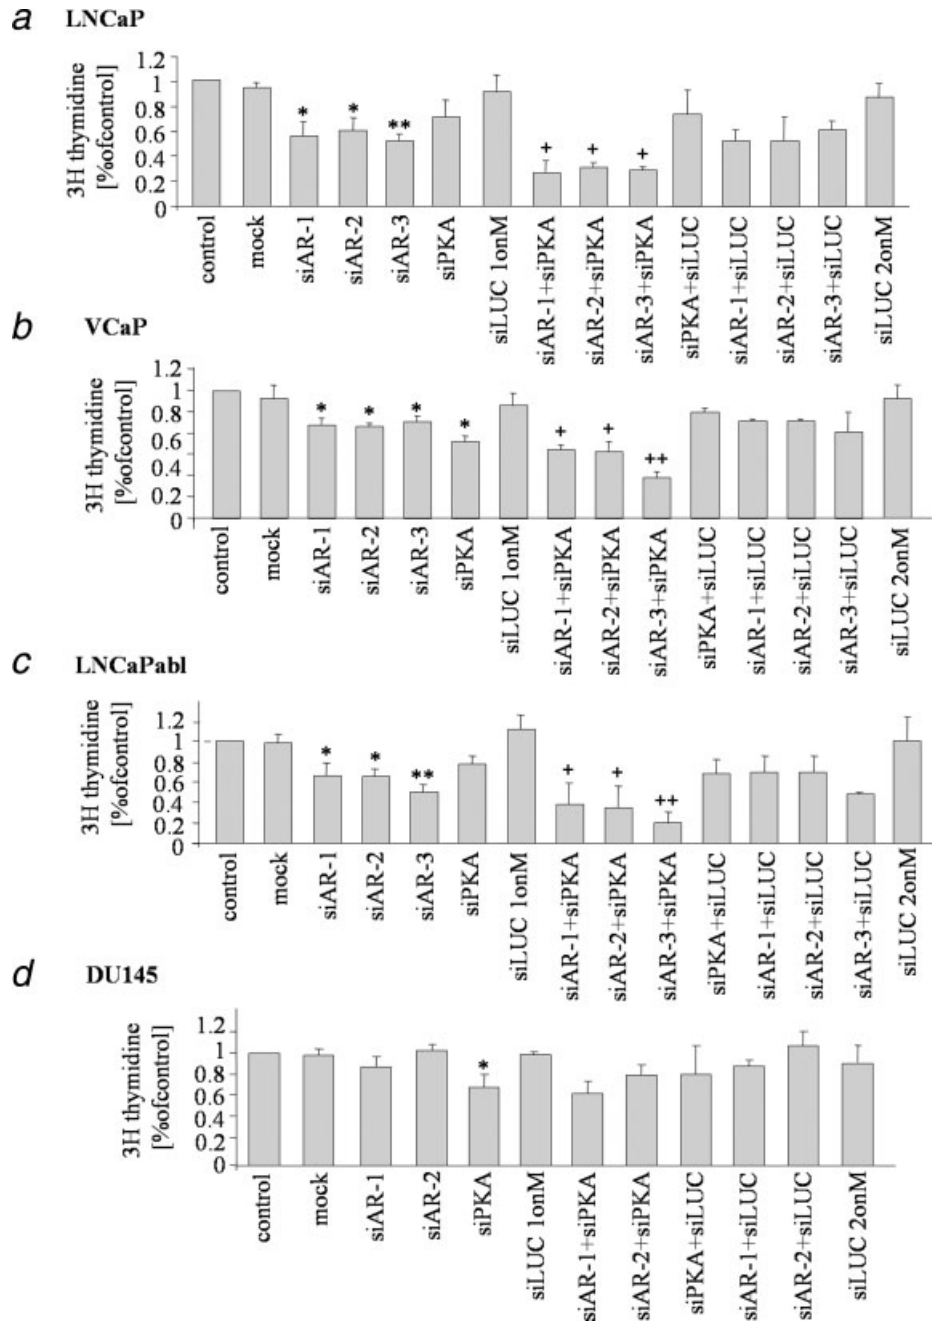 a LNCaP
3H thymidine
[%ofcontrol]
1.2
1
0.8
0.6
0.4
0.2
0
* * ** + + +
control
mock
siAR-1
siAR-2
siAR-3
siPKA
siLUC 1onM
siAR-1+siPKA
siAR-2+siPKA
siAR-3+siPKA
siPKA+siLUC
siAR-1+siLUC
siAR-2+siLUC
siAR-3+siLUC
siLUC 2onM
b VCaP
3H thymidine
[%ofcontrol]
1.2
1
0.8
0.6
0.4
0.2
0
* * * * + + ++
control
mock
siAR-1
siAR-2
siAR-3
siPKA
siLUC 1onM
siAR-1+siPKA
siAR-2+siPKA
siAR-3+siPKA
siPKA+siLUC
siAR-1+siLUC
siAR-2+siLUC
siAR-3+siLUC
siLUC 2onM
c LNCaPabl
3H thymidine
[%ofcontrol]
1.2
1
0.8
0.6
0.4
0.2
0
* * ** + + ++
control
mock
siAR-1
siAR-2
siAR-3
siPKA
siLUC 1onM
siAR-1+siPKA
siAR-2+siPKA
siAR-3+siPKA
siPKA+siLUC
siAR-1+siLUC
siAR-2+siLUC
siAR-3+siLUC
siLUC 2onM
d DU145
3H thymidine
[%ofcontrol]
1.2
1
0.8
0.6
0.4
0.2
0
*
control
mock
siAR-1
siAR-2
siPKA
siLUC 1onM
siAR-1+siPKA
siAR-2+siPKA
siPKA+siLUC
siAR-1+siLUC
siAR-2+siLUC
siLUC 2onM